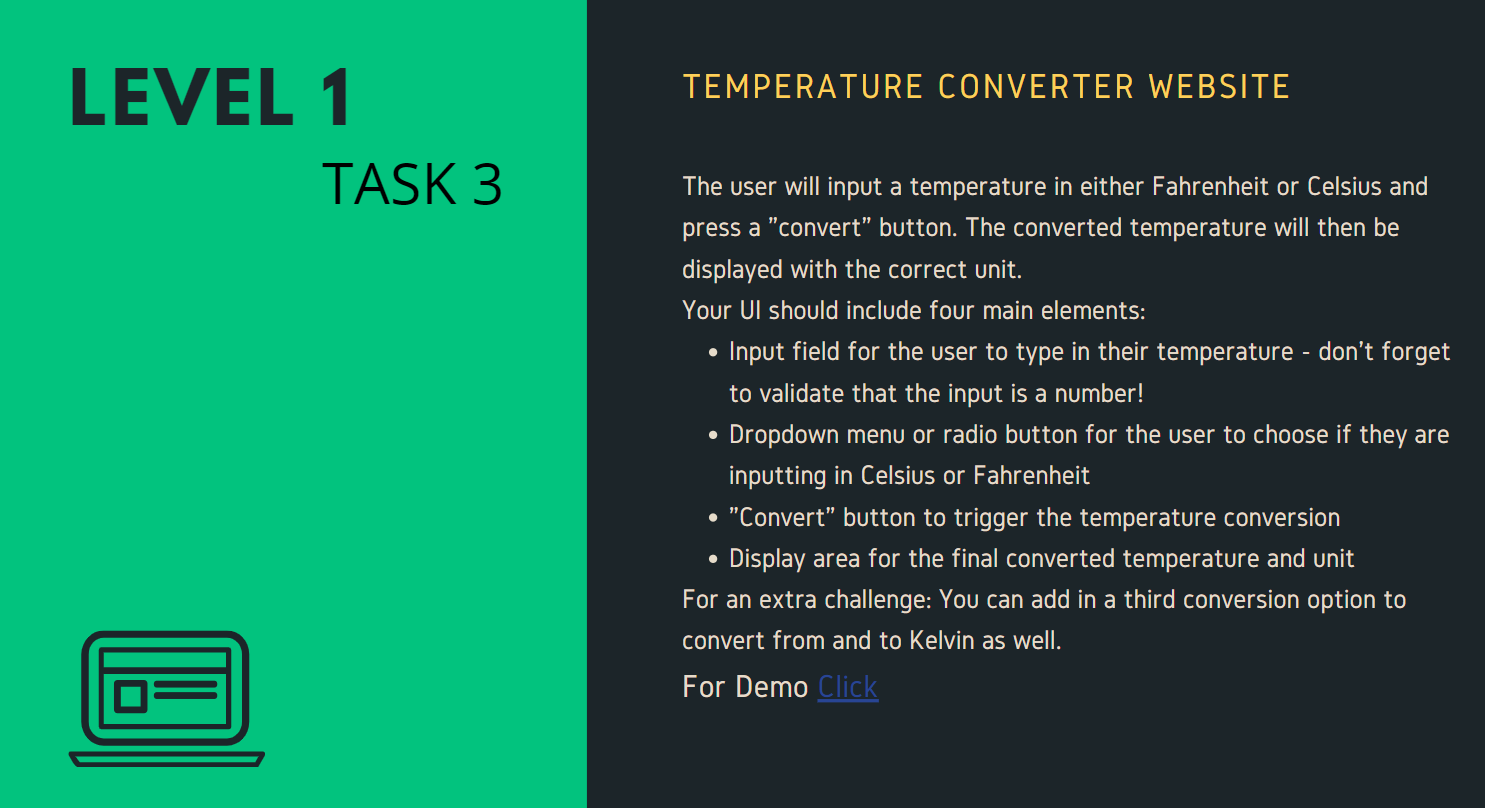 LEVEL 1
TASK 3
TEMPERATURE CONVERTER WEBSITE
The user will input a temperature in either Fahrenheit or Celsius and
press a ”convert” button. The converted temperature will then be
displayed with the correct unit.
Your UI should include four main elements:
• Input field for the user to type in their temperature - don’t forget
to validate that the input is a number!
• Dropdown menu or radio button for the user to choose if they are
inputting in Celsius or Fahrenheit
• ”Convert” button to trigger the temperature conversion
• Display area for the final converted temperature and unit
For an extra challenge: You can add in a third conversion option to
convert from and to Kelvin as well.
For Demo Click